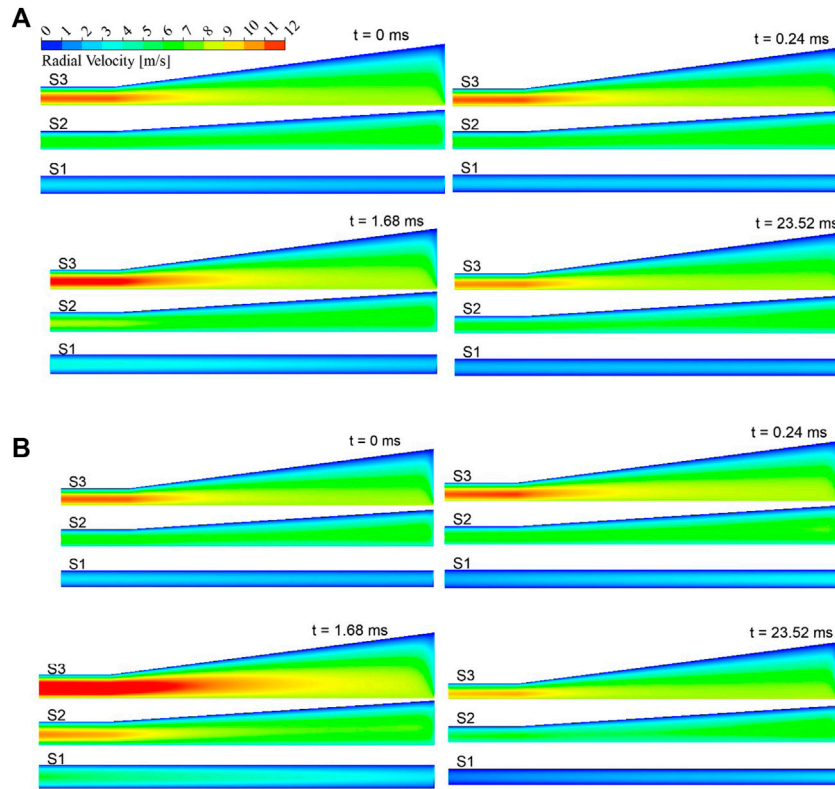 A
0 1 2 3 4 5 6 7 8 9 10 11 12
Radial Velocity [m/s]
t = 0 ms
S3
S2
S1
t = 0.24 ms
S3
S2
S1
t = 1.68 ms
S3
S2
S1
t = 23.52 ms
S3
S2
S1
B
t = 0 ms
S3
S2
S1
t = 0.24 ms
S3
S2
S1
t = 1.68 ms
S3
S2
S1
t = 23.52 ms
S3
S2
S1